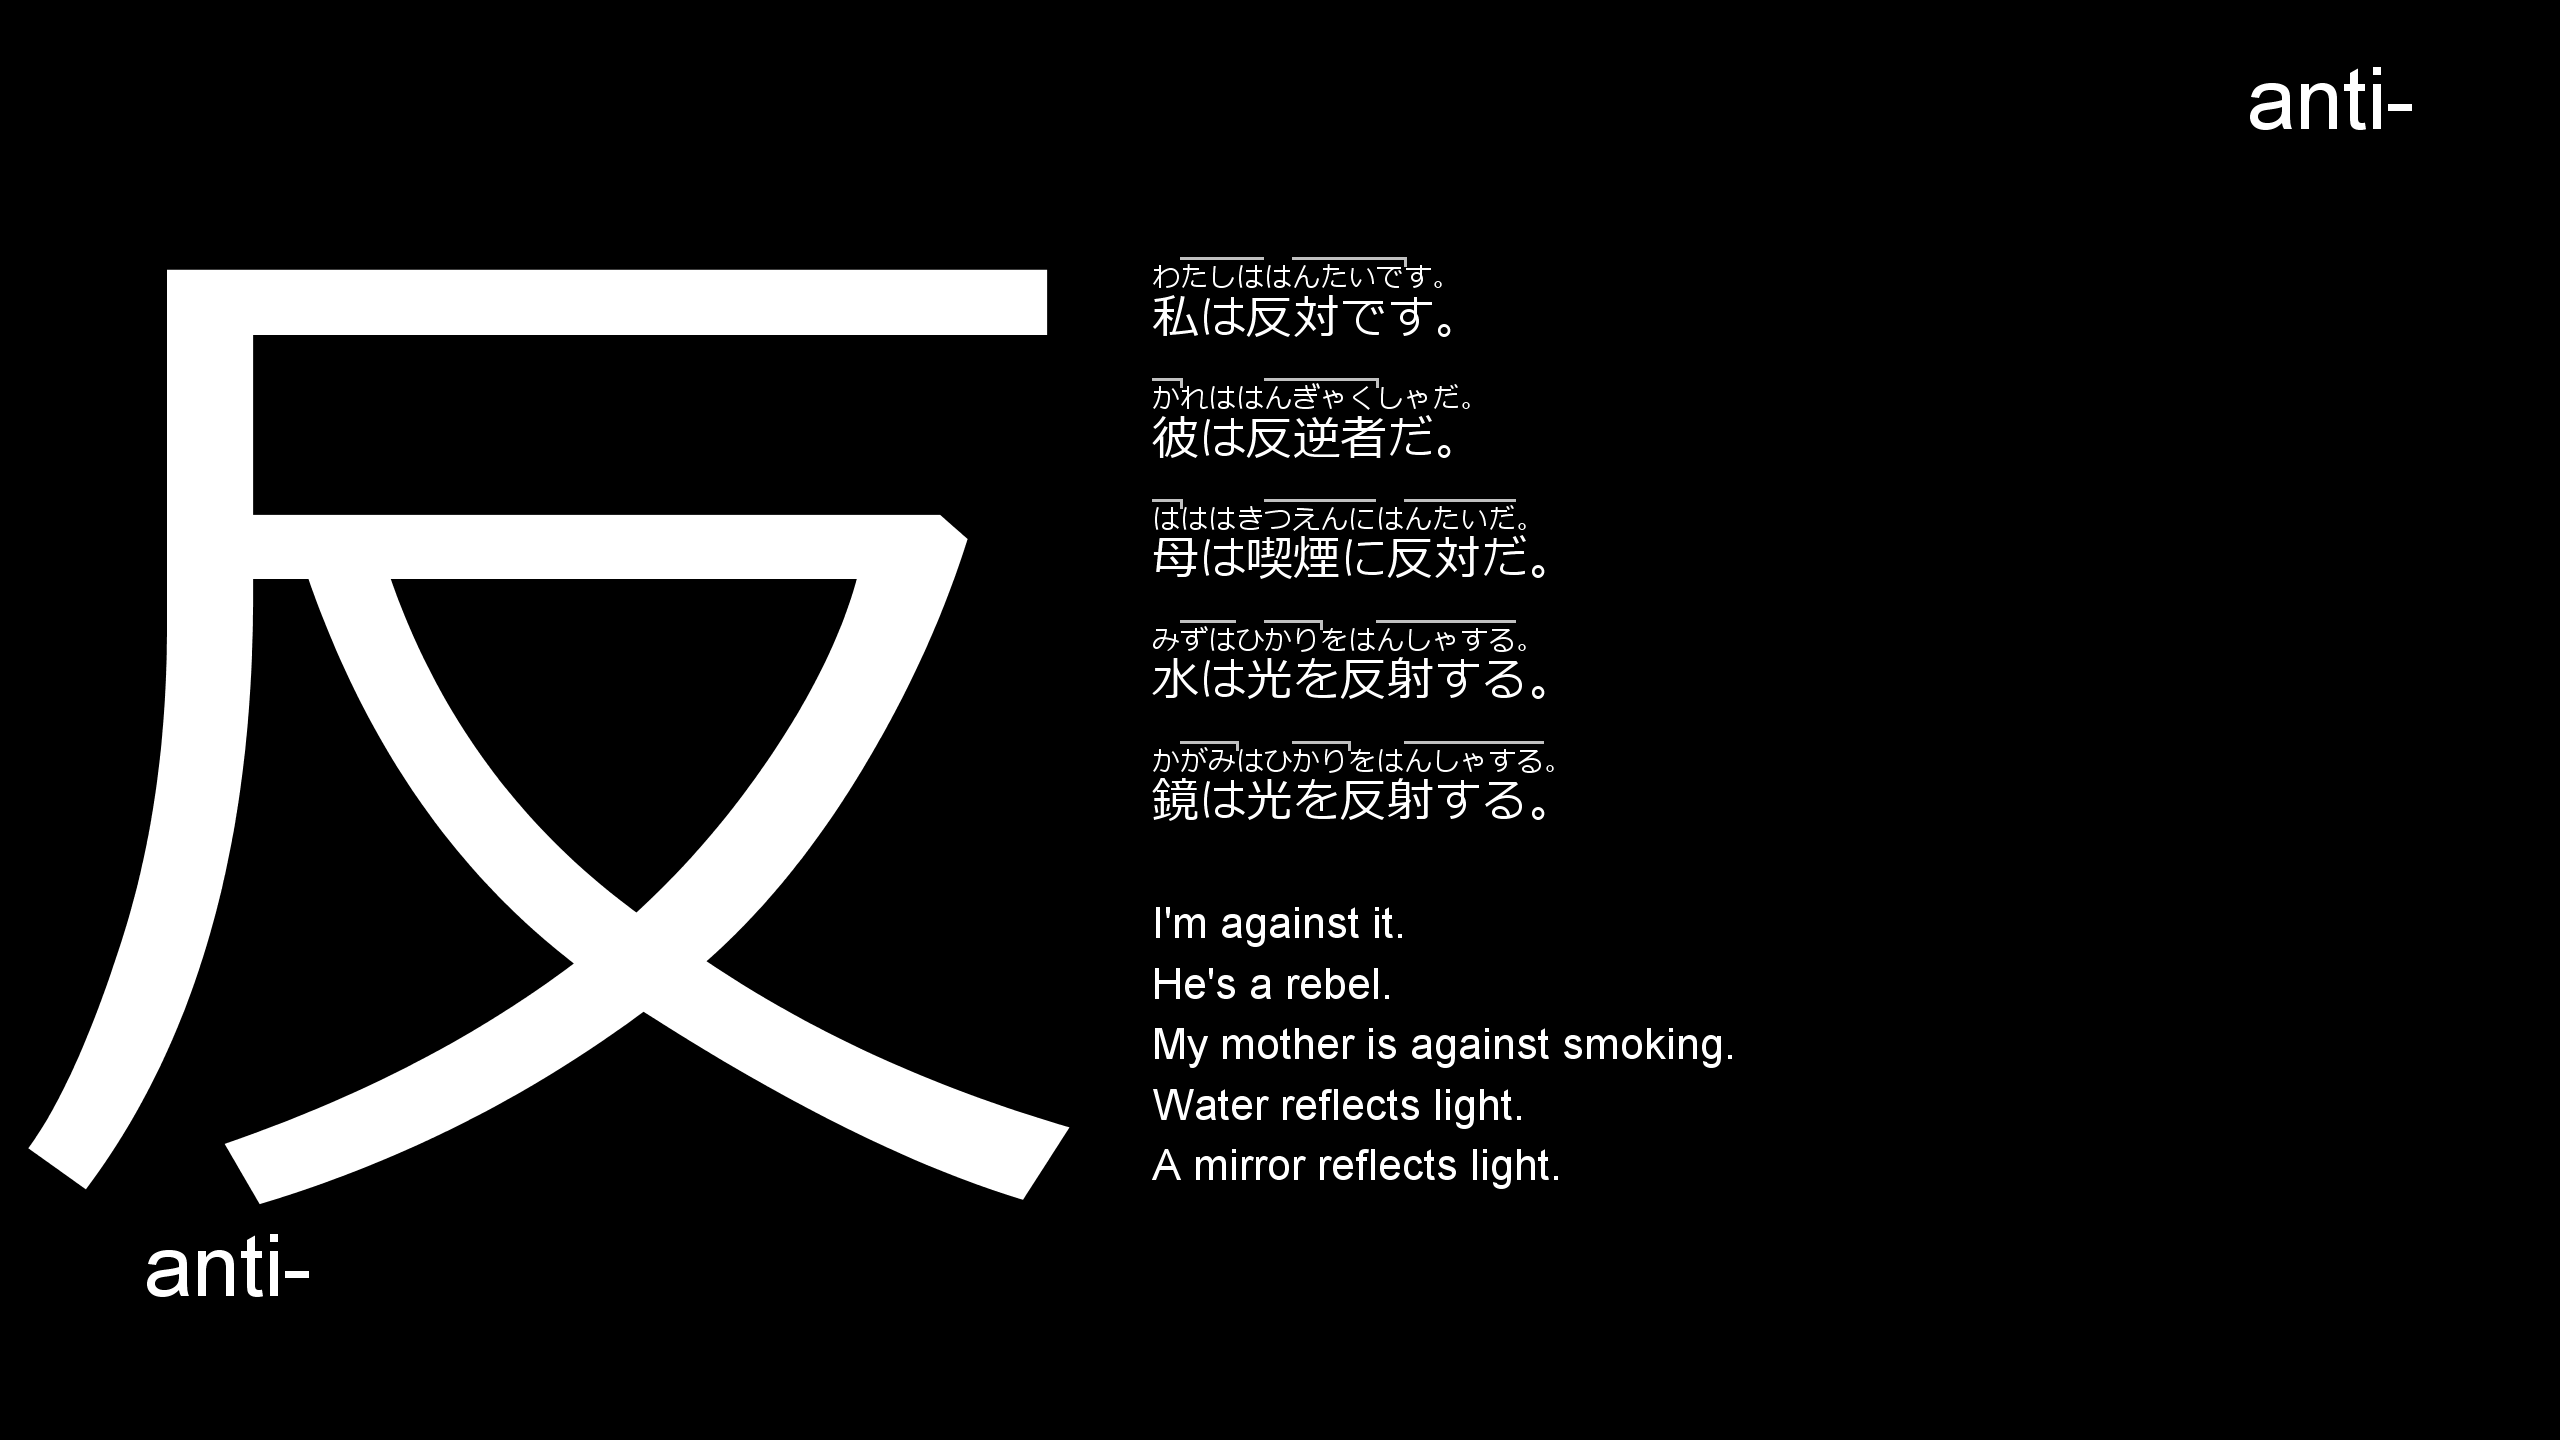 anti-
反
わたしははんたいです。
私は反対です。
かれははんぎゃくしゃだ。
彼は反逆者だ。
はははきつえんにはんたいだ。
母は喫煙に反対だ。
みずはひかりをはんしゃする。
水は光を反射する。
かがみはひかりをはんしゃする。
鏡は光を反射する。
I'm against it.
He's a rebel.
My mother is against smoking.
Water reflects light.
A mirror reflects light.
anti-